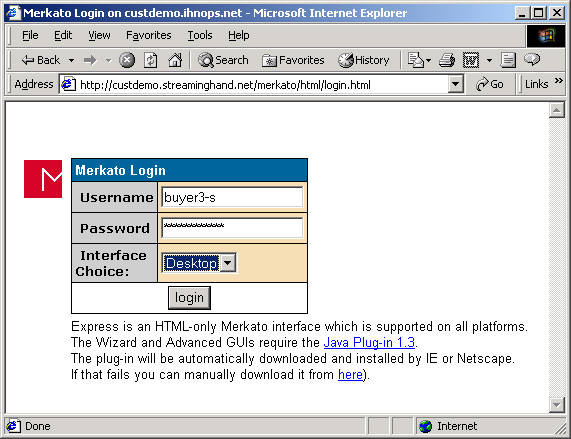 Merkato Login on custdemo.ihnops.net - Microsoft Internet Explorer
File Edit View Favorites Tools Help
Back Search Favorites History
Address http://custdemo.streaminghand.net/merkato/html/login.html Go Links »
Merkato Login
Username buyer3-s
Password *************
Interface
Choice: Desktop
login
Express is an HTML-only Merkato interface which is supported on all platforms.
The Wizard and Advanced GUIs require the Java Plug-in 1.3.
The plug-in will be automatically downloaded and installed by IE or Netscape.
If that fails you can manually download it from here).
Done Internet